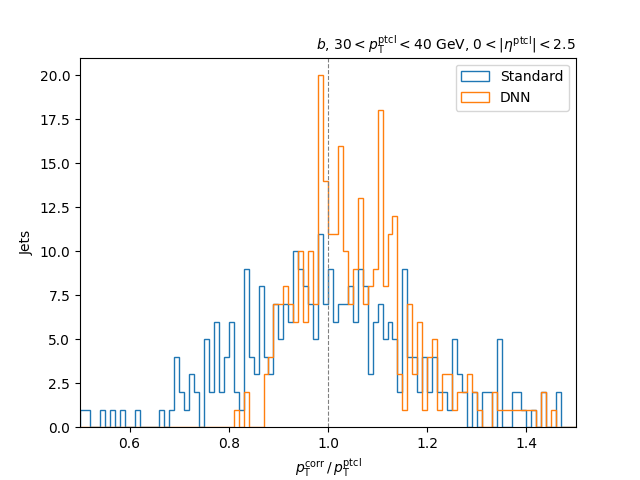 b, 30 < p_T^ptcl < 40 GeV, 0 < |η^ptcl| < 2.5
Standard
DNN
20.0
17.5
15.0
12.5
10.0
7.5
5.0
2.5
0.0
Jets
0.6 0.8 1.0 1.2 1.4
p_T^corr / p_T^ptcl